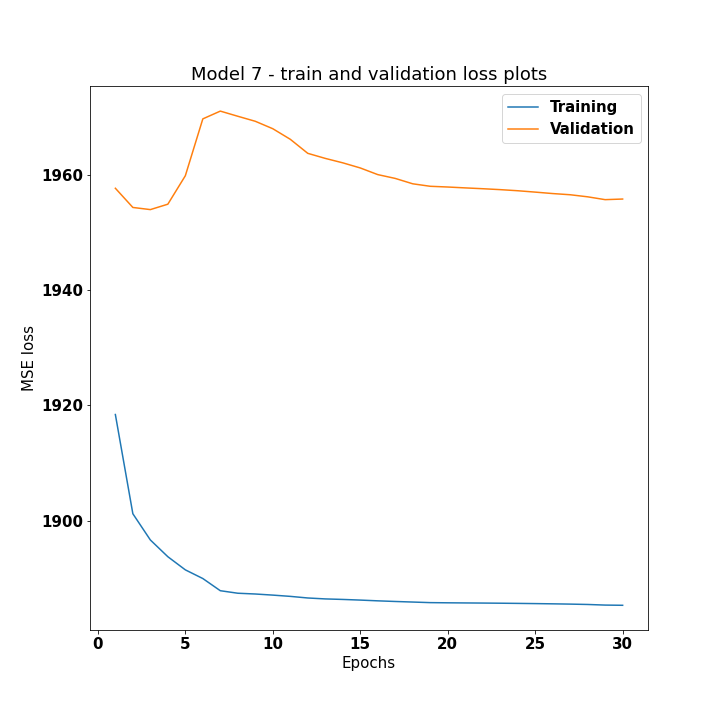 Model 7 - train and validation loss plots
Training
Validation
1960
1940
1920
1900
MSE loss
0 5 10 15 20 25 30
Epochs